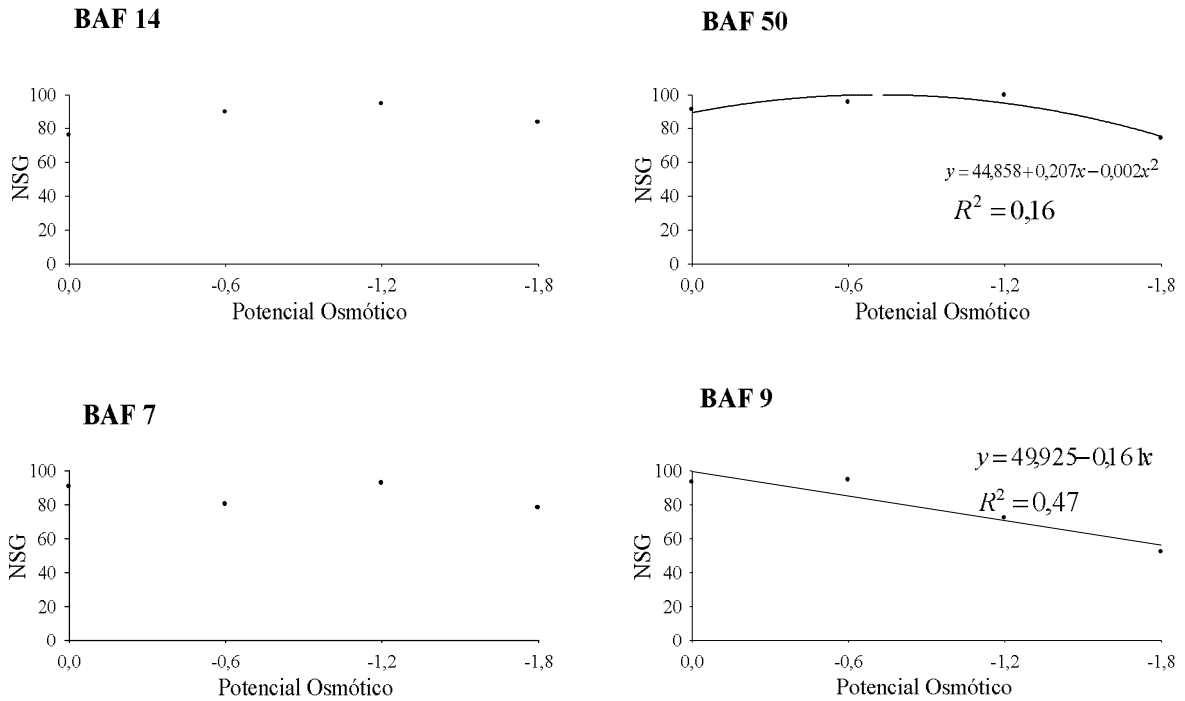 BAF 14
100
80
60
40
20
0
NSG
0,0 -0,6 -1,2 -1,8
Potencial Osmótico
BAF 50
100
80
60
40
20
0
NSG
y = 44,858+0,207x−0,002x²
R² = 0,16
0,0 -0,6 -1,2 -1,8
Potencial Osmótico
BAF 7
100
80
60
40
20
0
NSG
0,0 -0,6 -1,2 -1,8
Potencial Osmótico
BAF 9
100
80
60
40
20
0
NSG
y = 49,925−0,161x
R² = 0,47
0,0 -0,6 -1,2 -1,8
Potencial Osmótico